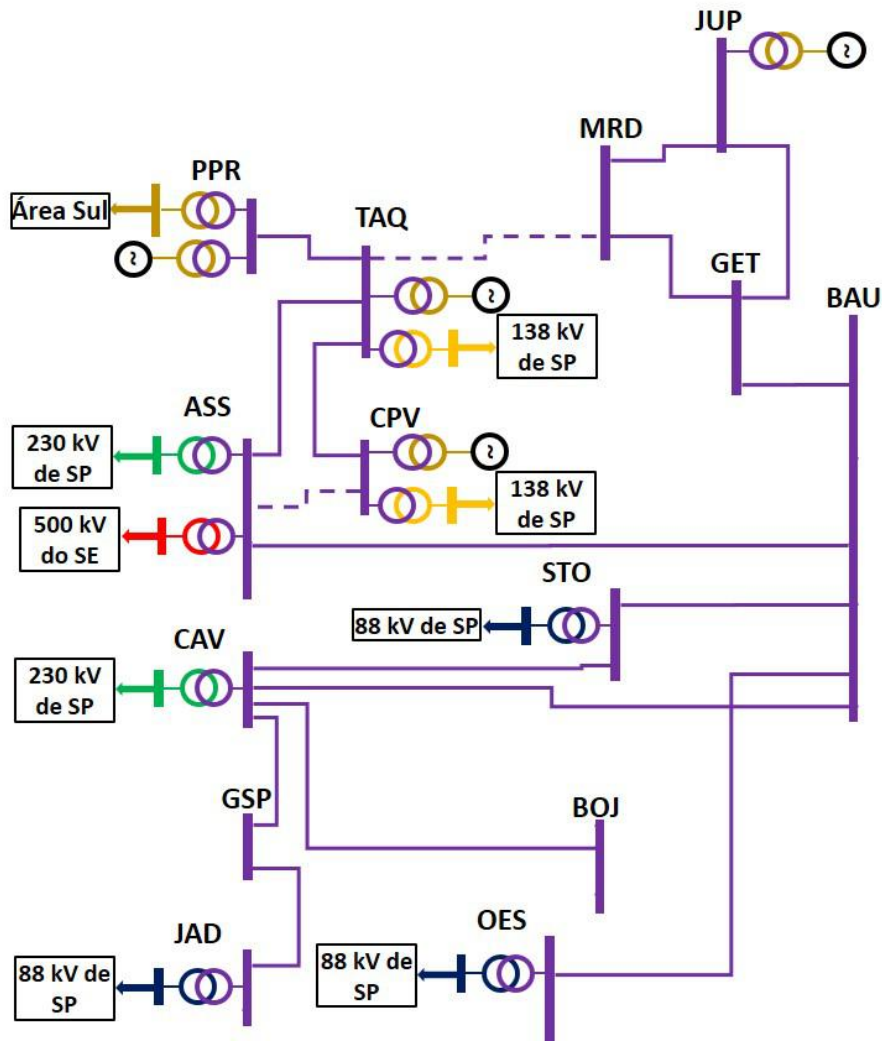 JUP
MRD
PPR
Área Sul
TAQ
~
~
~
GET
BAU
138 kV
de SP
ASS
CPV
230 kV
de SP
~
138 kV
de SP
500 kV
do SE
STO
88 kV de SP
CAV
230 kV
de SP
GSP
BOJ
JAD
OES
88 kV de
SP
88 kV de
SP